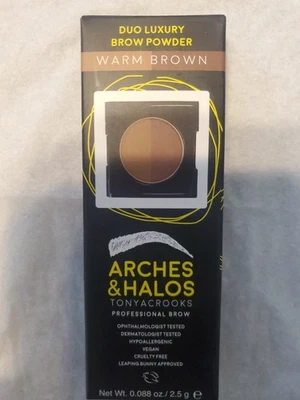 DUO LUXURY
BROW POWDER
WARM BROWN
ARCHES
&HALOS
TONYACROOKS
PROFESSIONAL BROW
OPHTHALMOLOGIST TESTED
DERMATOLOGIST TESTED
HYPOALLERGENIC
VEGAN
CRUELTY FREE
LEAPING BUNNY APPROVED
Net Wt. 0.088 oz / 2.5 g ℮